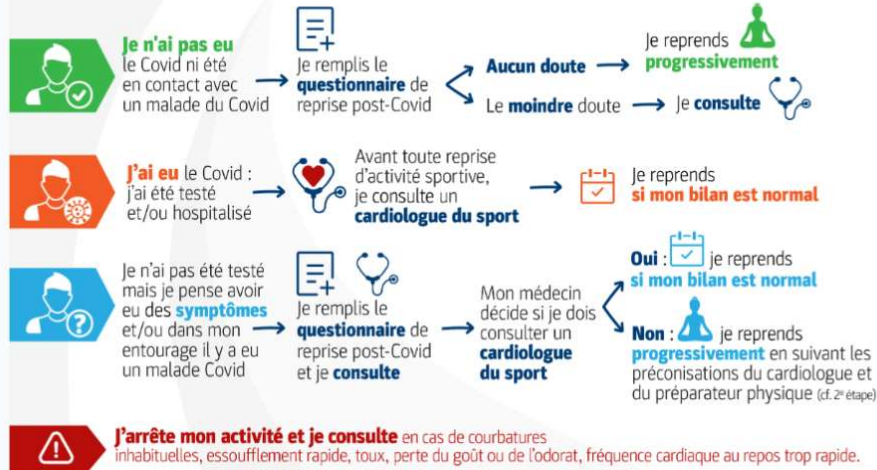 Je n'ai pas eu
le Covid ni été
en contact avec
un malade du Covid
Je remplis le
questionnaire de
reprise post-Covid
Aucun doute
Je reprends
progressivement
Le moindre doute
Je consulte
J'ai eu le Covid :
j'ai été testé
et/ou hospitalisé
Avant toute reprise
d'activité sportive,
je consulte un
cardiologue du sport
Je reprends
si mon bilan est normal
Je n'ai pas été testé
mais je pense avoir
eu des symptômes
et/ou dans mon
entourage il y a eu
un malade Covid
Je remplis le
questionnaire de
reprise post-Covid
et je consulte
Mon médecin
décide si je dois
consulter un
cardiologue
du sport
Oui : je reprends
si mon bilan est normal
Non : je reprends
progressivement en suivant les
préconisations du cardiologue et
du préparateur physique (cf. 2e étape)
J'arrête mon activité et je consulte en cas de courbatures
inhabituelles, essoufflement rapide, toux, perte du goût ou de l'odorat, fréquence cardiaque au repos trop rapide.